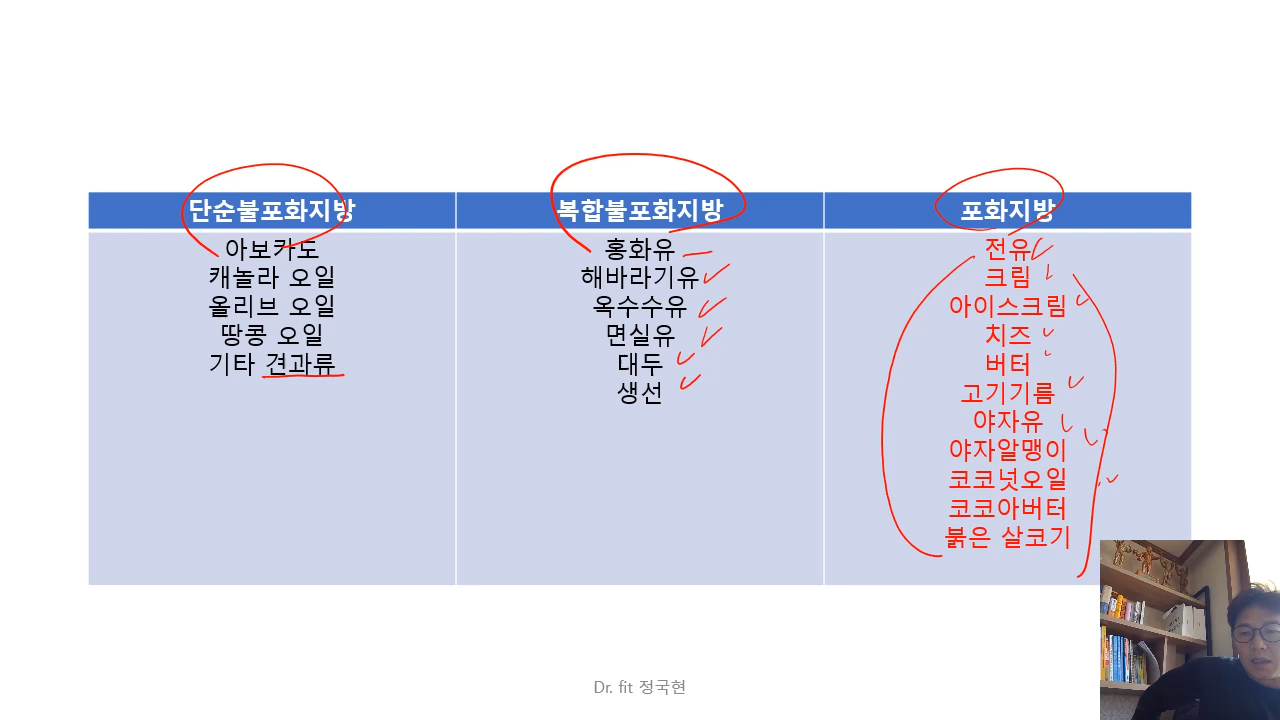 단순불포화지방
복합불포화지방
포화지방
아보카도
캐놀라 오일
올리브 오일
땅콩 오일
기타 견과류
홍화유
해바라기유
옥수수유
면실유
대두
생선
전유
크림
아이스크림
치즈
버터
고기기름
야자유
야자알맹이
코코넛오일
코코아버터
붉은 살코기
Dr. fit 정국현